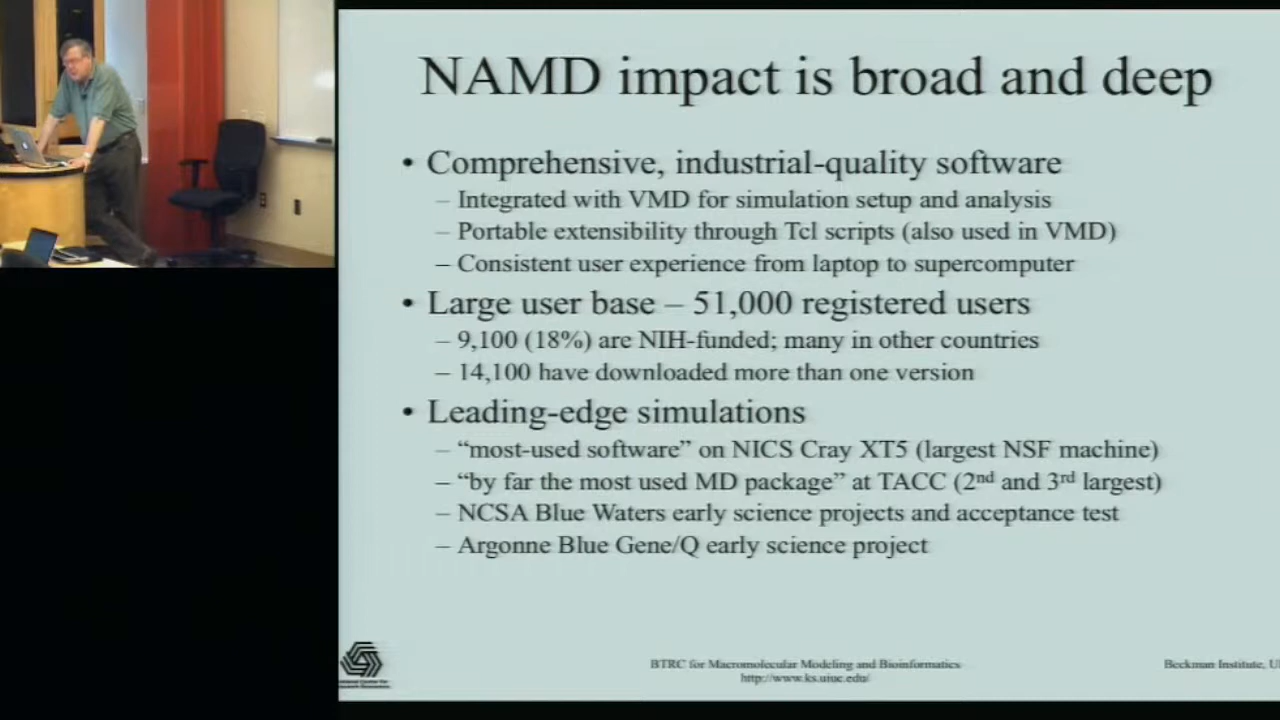 NAMD impact is broad and deep
• Comprehensive, industrial-quality software
– Integrated with VMD for simulation setup and analysis
– Portable extensibility through Tcl scripts (also used in VMD)
– Consistent user experience from laptop to supercomputer
• Large user base – 51,000 registered users
– 9,100 (18%) are NIH-funded; many in other countries
– 14,100 have downloaded more than one version
• Leading-edge simulations
– “most-used software” on NICS Cray XT5 (largest NSF machine)
– “by far the most used MD package” at TACC (2nd and 3rd largest)
– NCSA Blue Waters early science projects and acceptance test
– Argonne Blue Gene/Q early science project
BTRC for Macromolecular Modeling and Bioinformatics
http://www.ks.uiuc.edu/
Beckman Institute,